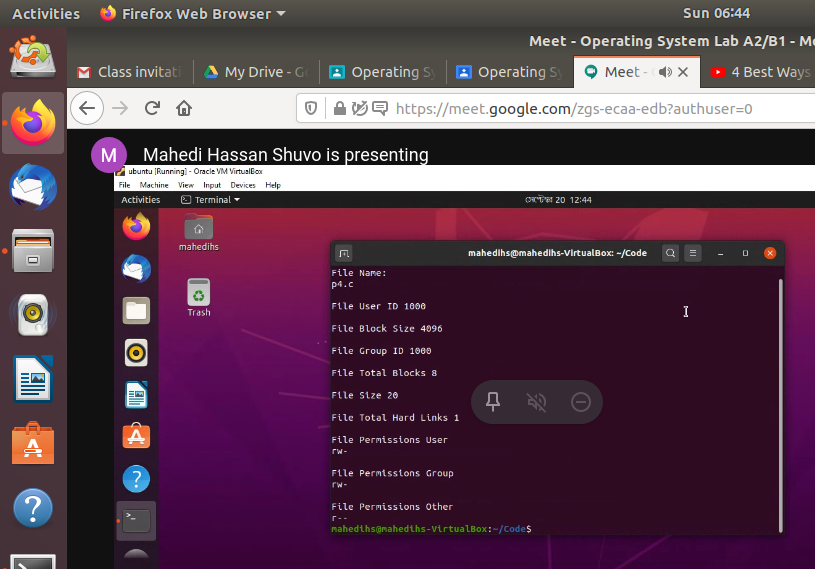 Activities Firefox Web Browser Sun 06:44
Meet - Operating System Lab A2/B1 - Mo
Class invitati My Drive - Go Operating Sy Operating Sy Meet - 4 Best Ways
https://meet.google.com/zgs-ecaa-edb?authuser=0
M Mahedi Hassan Shuvo is presenting
ubuntu [Running] - Oracle VM VirtualBox
File Machine View Input Devices Help
Activities Terminal সেপ্টেম্বর 20 12:44
mahedihs
Trash
mahedihs@mahedihs-VirtualBox: ~/Code
File Name:
p4.c
File User ID 1000
File Block Size 4096
File Group ID 1000
File Total Blocks 8
File Size 20
File Total Hard Links 1
File Permissions User
rw-
File Permissions Group
rw-
File Permissions Other
r--
mahedihs@mahedihs-VirtualBox:~/Code$